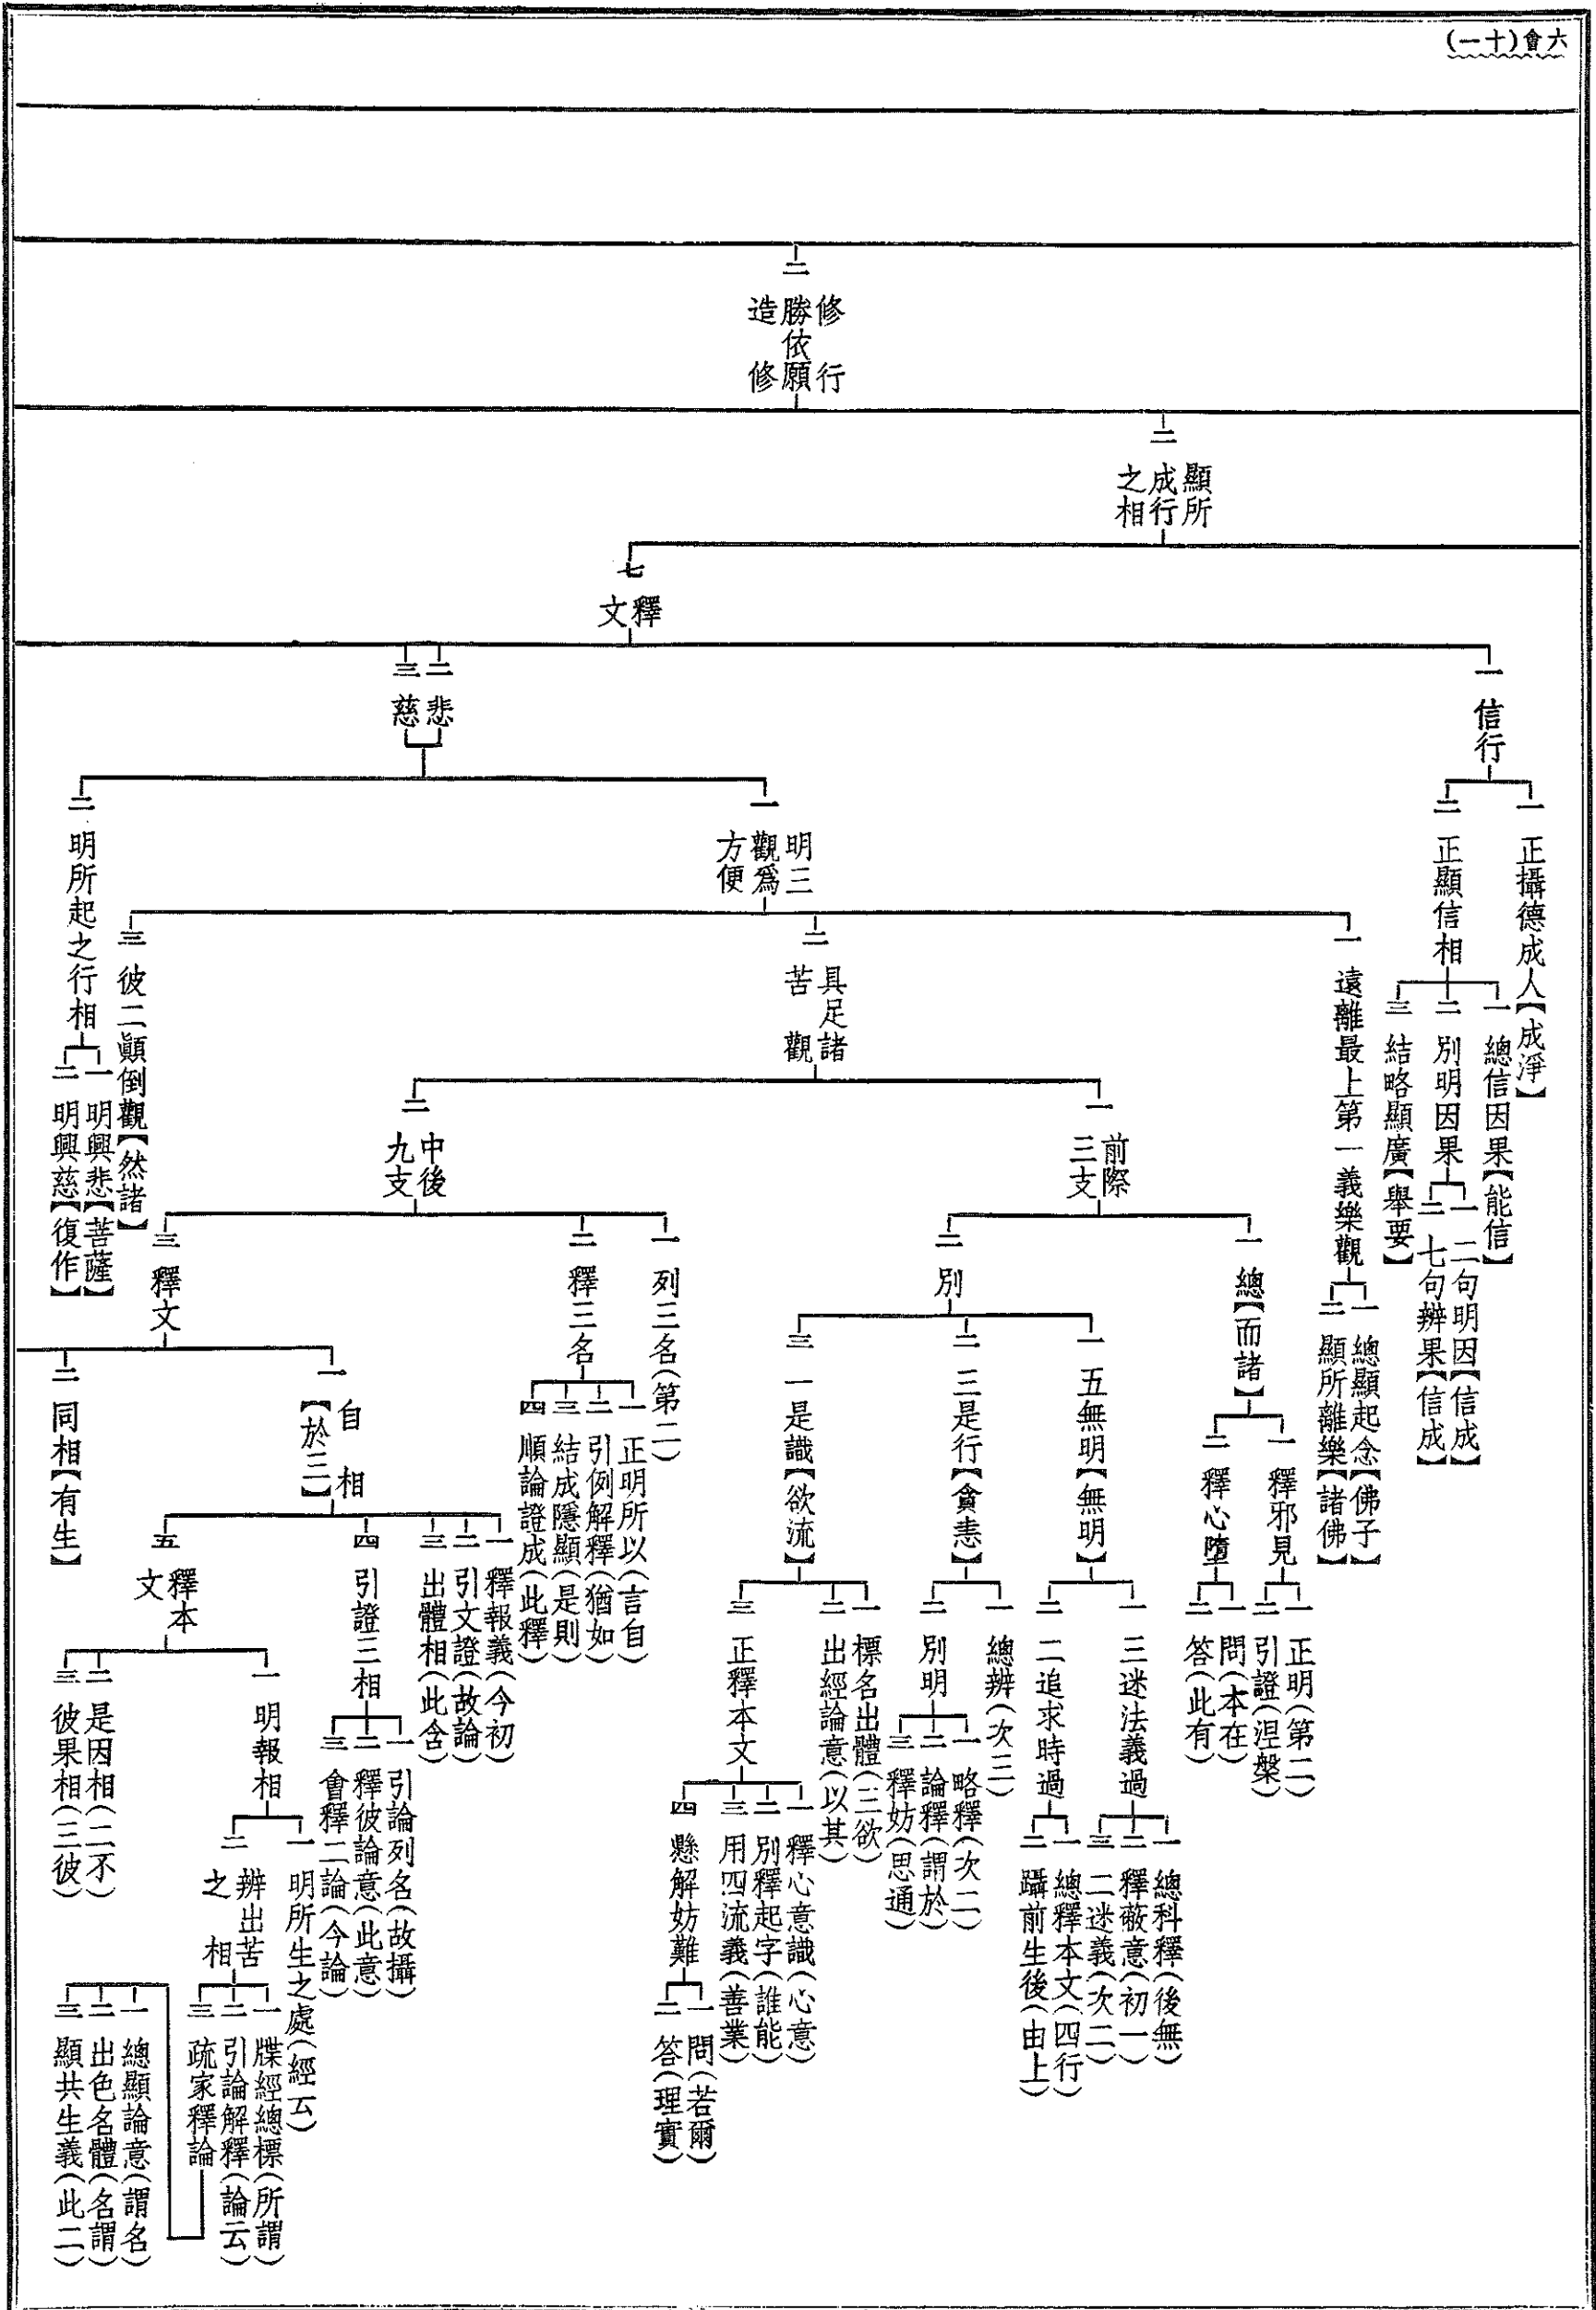 六會(十一)
二 修行勝依願造修
二 顯所成行之相
七 釋文
一 信行
一 正攝德成人【成淨】
二 正顯信相
一 總信因果【能信】
二 別明因果
一 二句明因【信成】
二 七句辨果【信成】
三 結略顯廣【舉要】
二 悲
三 慈
一 明三觀爲方便
一 遠離最上第一義樂觀
一 總顯起念【佛子】
二 顯所離樂【諸佛】
二 具足諸苦觀
一 前際三支
一 總【而諸】
一 釋邪見
一 正明(第二)
二 引證(涅槃)
二 釋心墮
一 問(本在)
二 答(此有)
二 別
一 五無明【無明】
一 三迷法義過
一 總科釋(後無)
二 釋蔽意(初一)
三 二迷義(次二)
二 二追求時過
一 總釋本文(四行)
二 躡前生後(由上)
二 三是行【貪恚】
一 總辨(次三)
二 別明
一 略釋(次二)
二 論釋(謂於)
三 釋妨(思通)
三 一是識【欲流】
一 標名出體(三欲)
二 出經論意(以其)
三 正釋本文
一 釋心意識(心意)
二 別釋起字(誰能)
三 用四流義(善業)
四 懸解妨難
一 問(若爾)
二 答(理實)
二 中後九支
一 列三名(第二)
二 釋三名
一 正明所以(言自)
二 引例解釋(猶如)
三 結成隱顯(是則)
四 順論證成(此釋)
三 釋文
一 自相【於三】
一 釋報義(今初)
二 引文證(故論)
三 出體相(此含)
四 引證三相
一 引論列名(故攝)
二 釋彼論意(此意)
三 會釋二論(今論)
五 釋本文
一 明報相
一 明所生之處(經云)
二 辨出苦之相
一 牒經總標(所謂)
二 引論解釋(論云)
三 疏家釋論
一 總顯論意(謂名)
二 出色名體(名謂)
三 顯共生義(此二)
二 是因相(二不)
三 彼果相(三彼)
二 同相【有生】
三 彼二顚倒觀【然諸】
二 明所起之行相
一 明興悲【菩薩】
二 明興慈【復作】